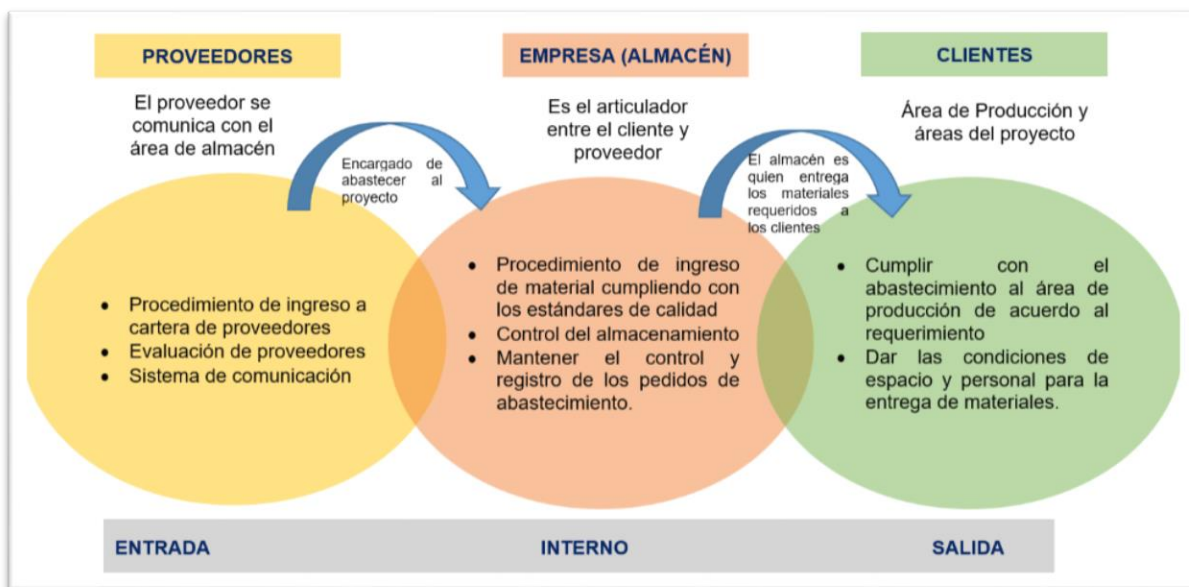 PROVEEDORES
El proveedor se
comunica con el
área de almacén
Encargado de
abastecer al
proyecto
• Procedimiento de ingreso a
cartera de proveedores
• Evaluación de proveedores
• Sistema de comunicación
EMPRESA (ALMACÉN)
Es el articulador
entre el cliente y
proveedor
El almacén es
quien entrega
los materiales
requeridos a
los clientes
• Procedimiento de ingreso
de material cumpliendo con
los estándares de calidad
• Control del almacenamiento
• Mantener el control y
registro de los pedidos de
abastecimiento.
CLIENTES
Área de Producción y
áreas del proyecto
• Cumplir con el
abastecimiento al área de
producción de acuerdo al
requerimiento
• Dar las condiciones de
espacio y personal para la
entrega de materiales.
ENTRADA
INTERNO
SALIDA